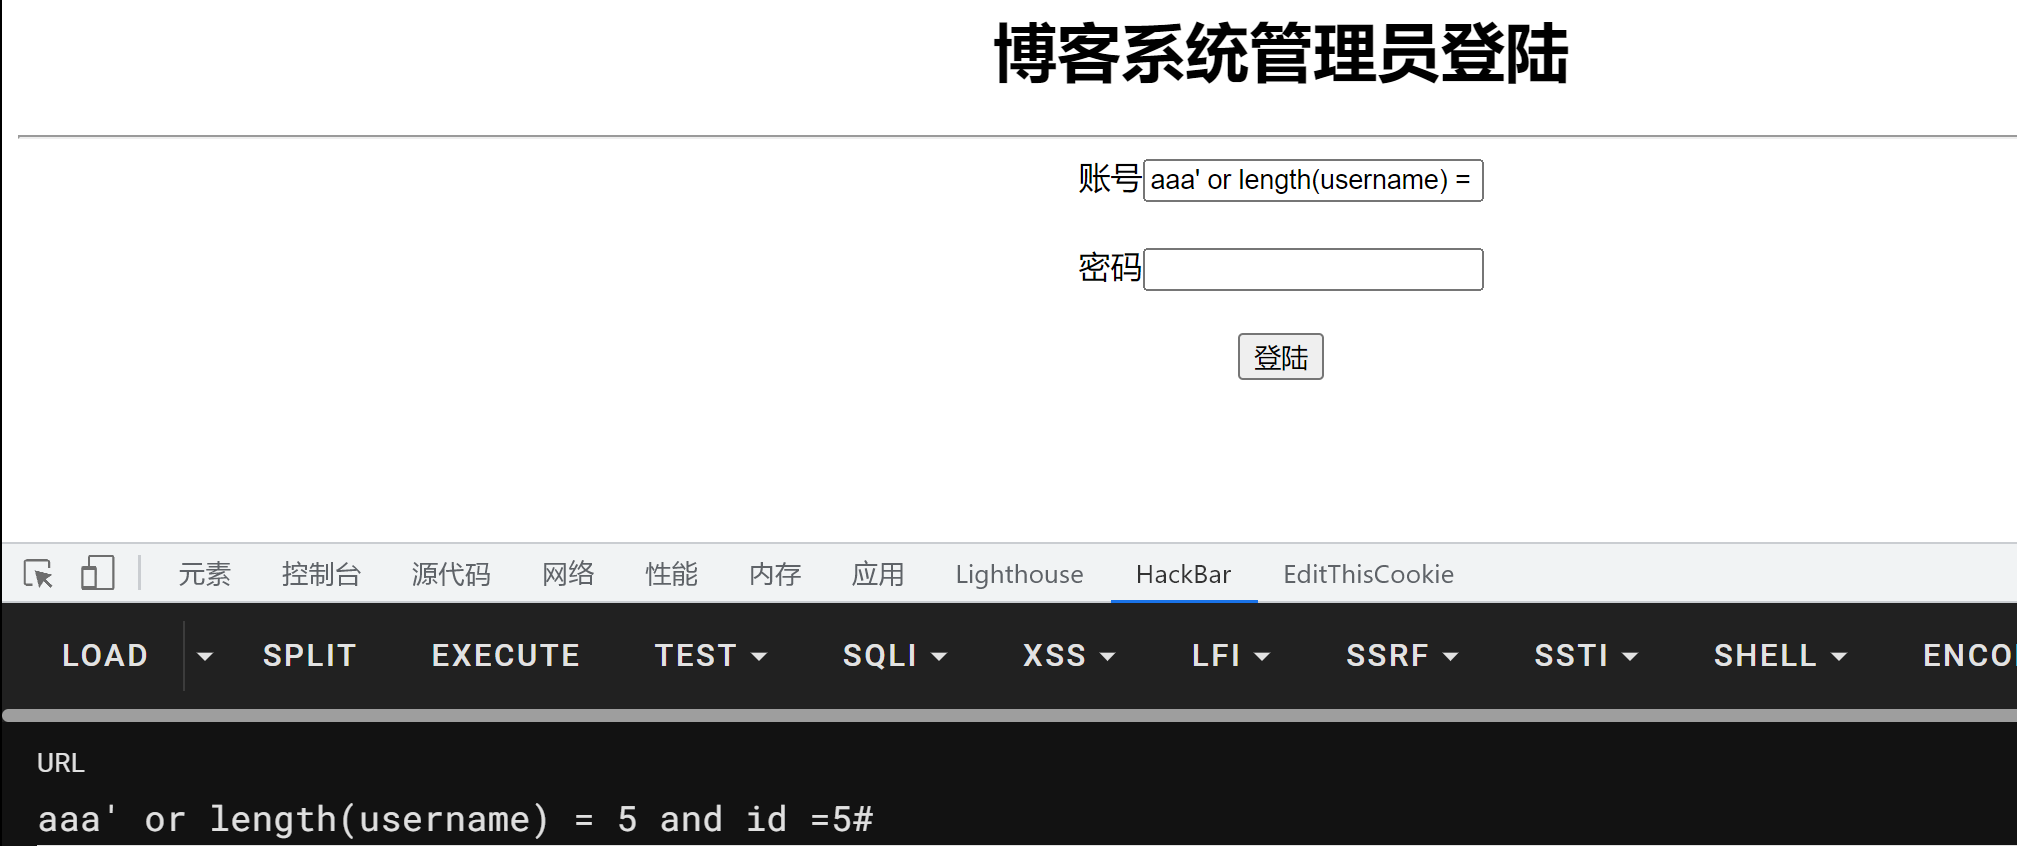 博客系统管理员登陆
账号 aaa' or length(username) =
密码
登陆
元素 控制台 源代码 网络 性能 内存 应用 Lighthouse HackBar EditThisCookie
LOAD SPLIT EXECUTE TEST SQLI XSS LFI SSRF SSTI SHELL ENCO
URL
aaa' or length(username) = 5 and id =5#